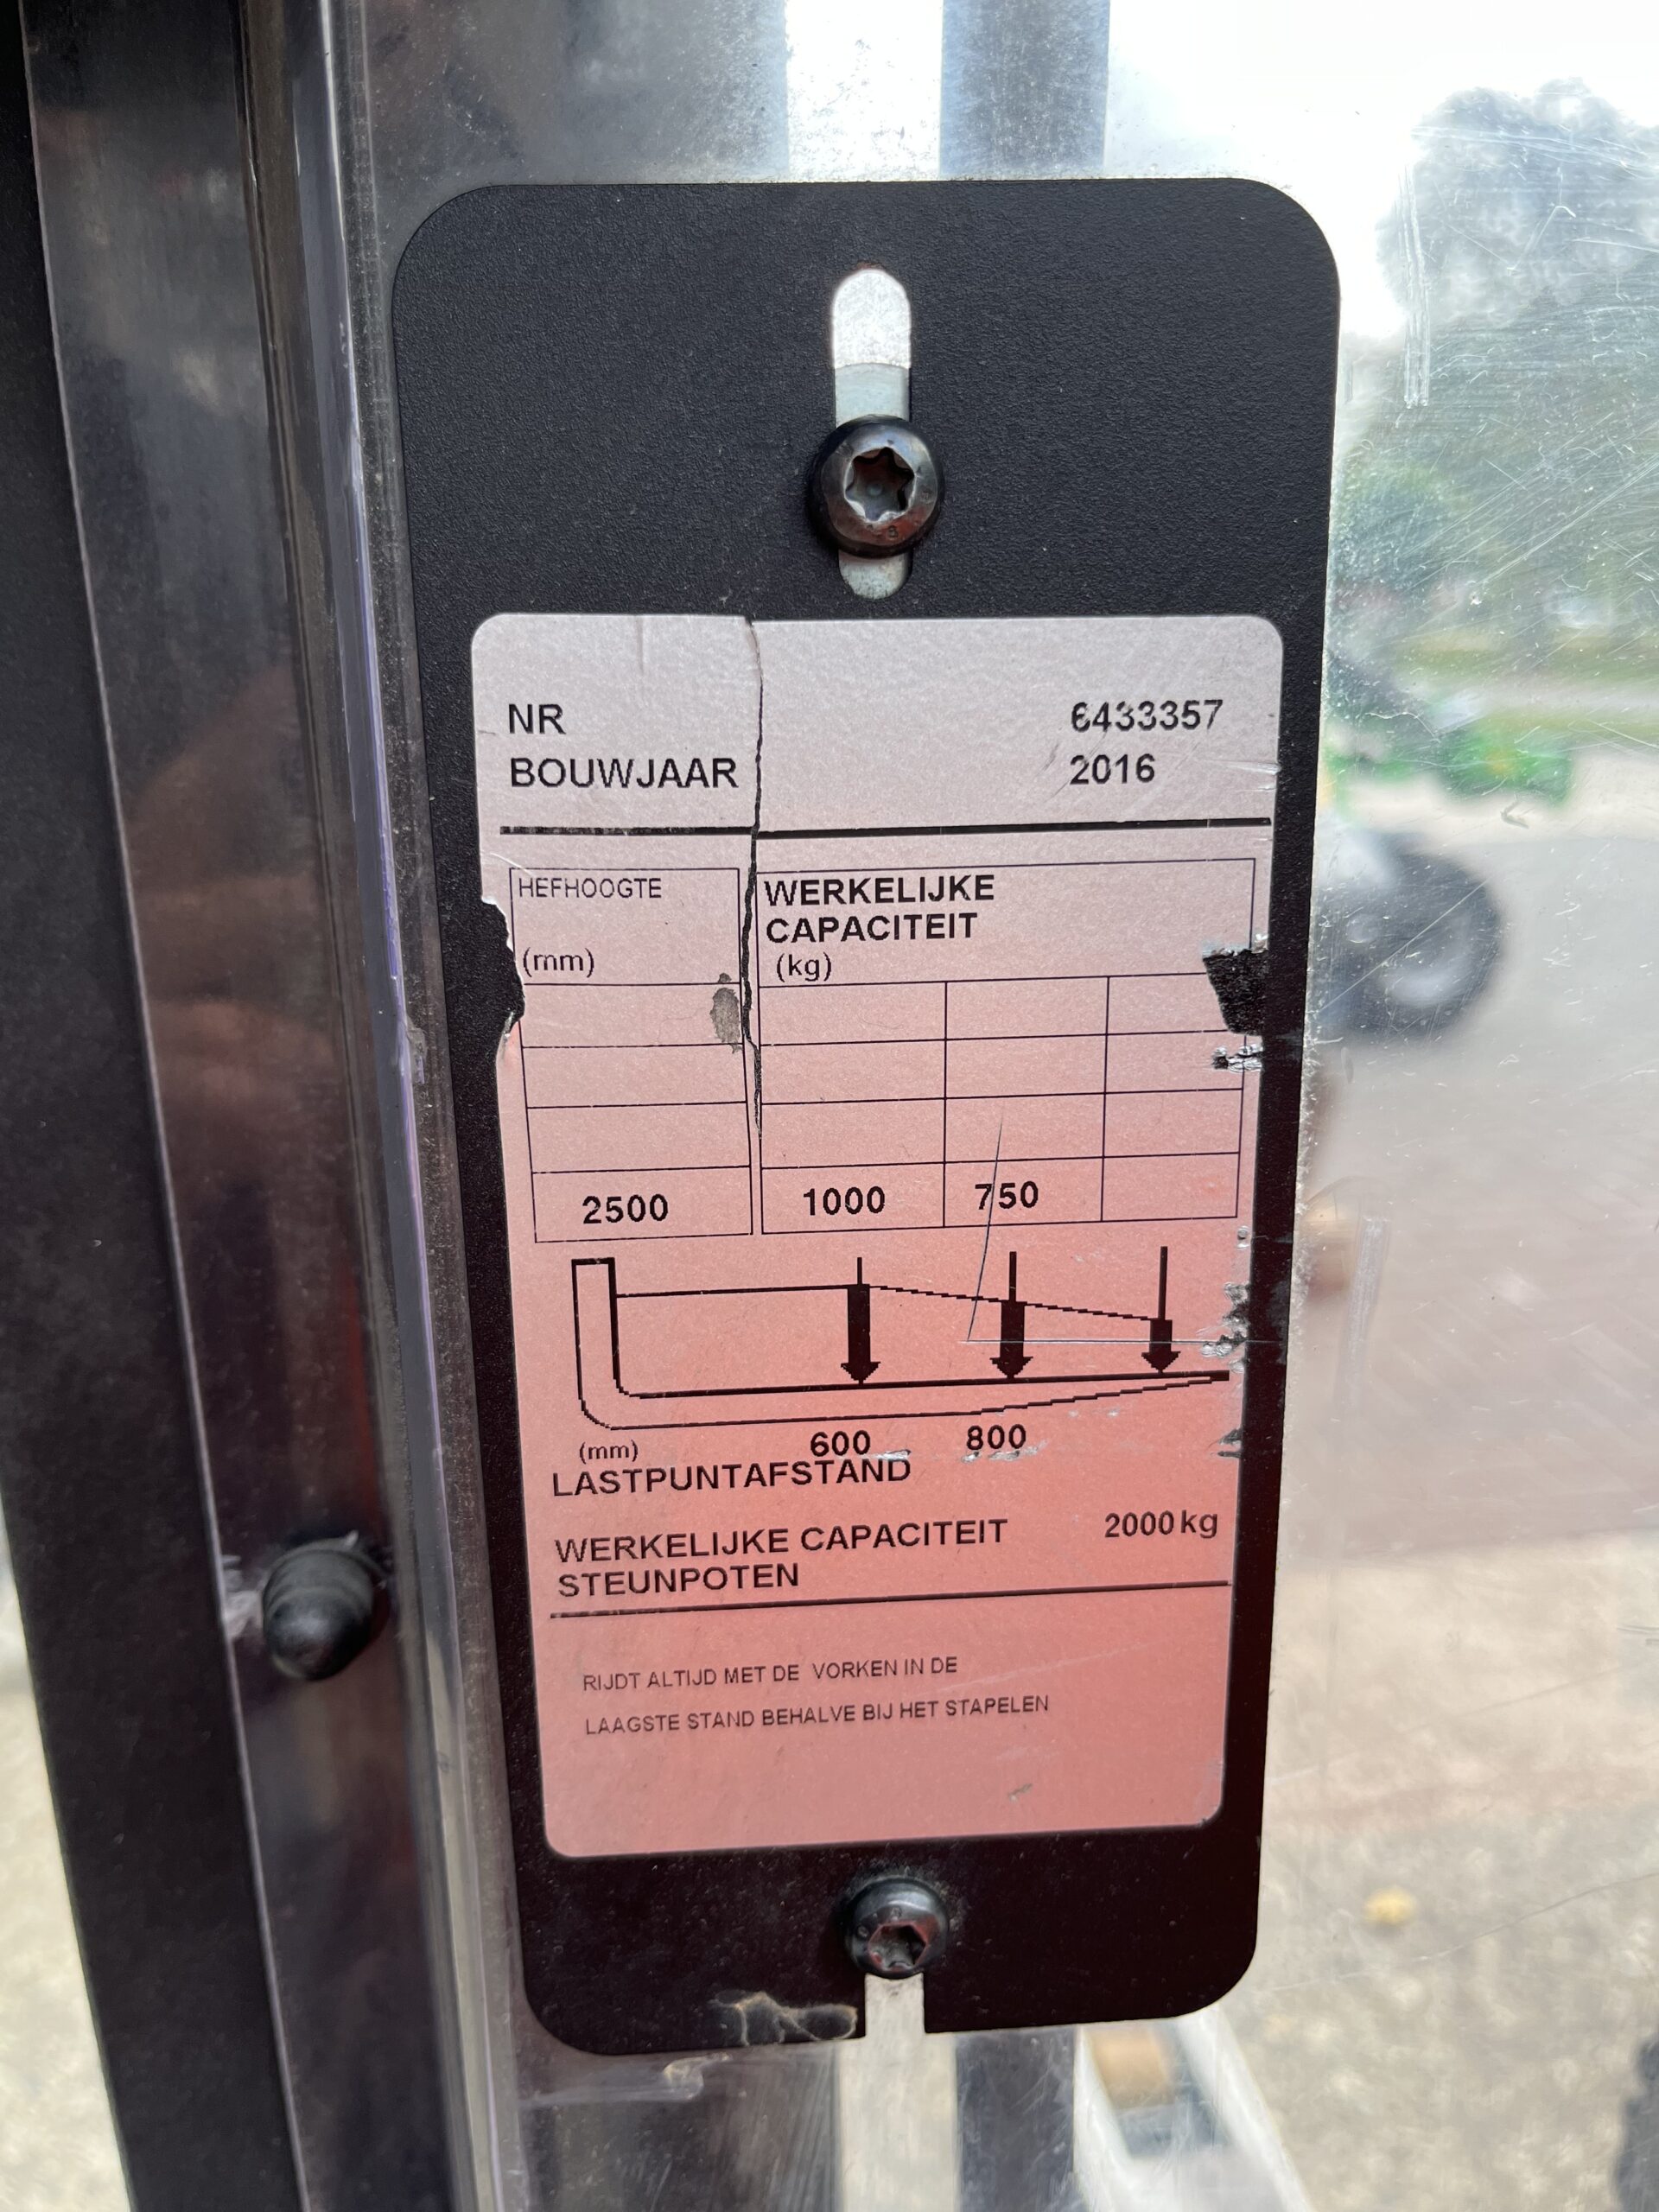 NR 6433357
BOUWJAAR 2016
HEFHOOGTE
(mm)
WERKELIJKE
CAPACITEIT
(kg)
2500 1000 750
600 800
(mm)
LASTPUNTAFSTAND
WERKELIJKE CAPACITEIT 2000 kg
STEUNPOTEN
RIJDT ALTIJD MET DE VORKEN IN DE
LAAGSTE STAND BEHALVE BIJ HET STAPELEN